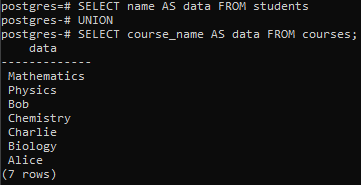 postgres=# SELECT name AS data FROM students
postgres-# UNION
postgres-# SELECT course_name AS data FROM courses;
    data
-------------
 Mathematics
 Physics
 Bob
 Chemistry
 Charlie
 Biology
 Alice
(7 rows)